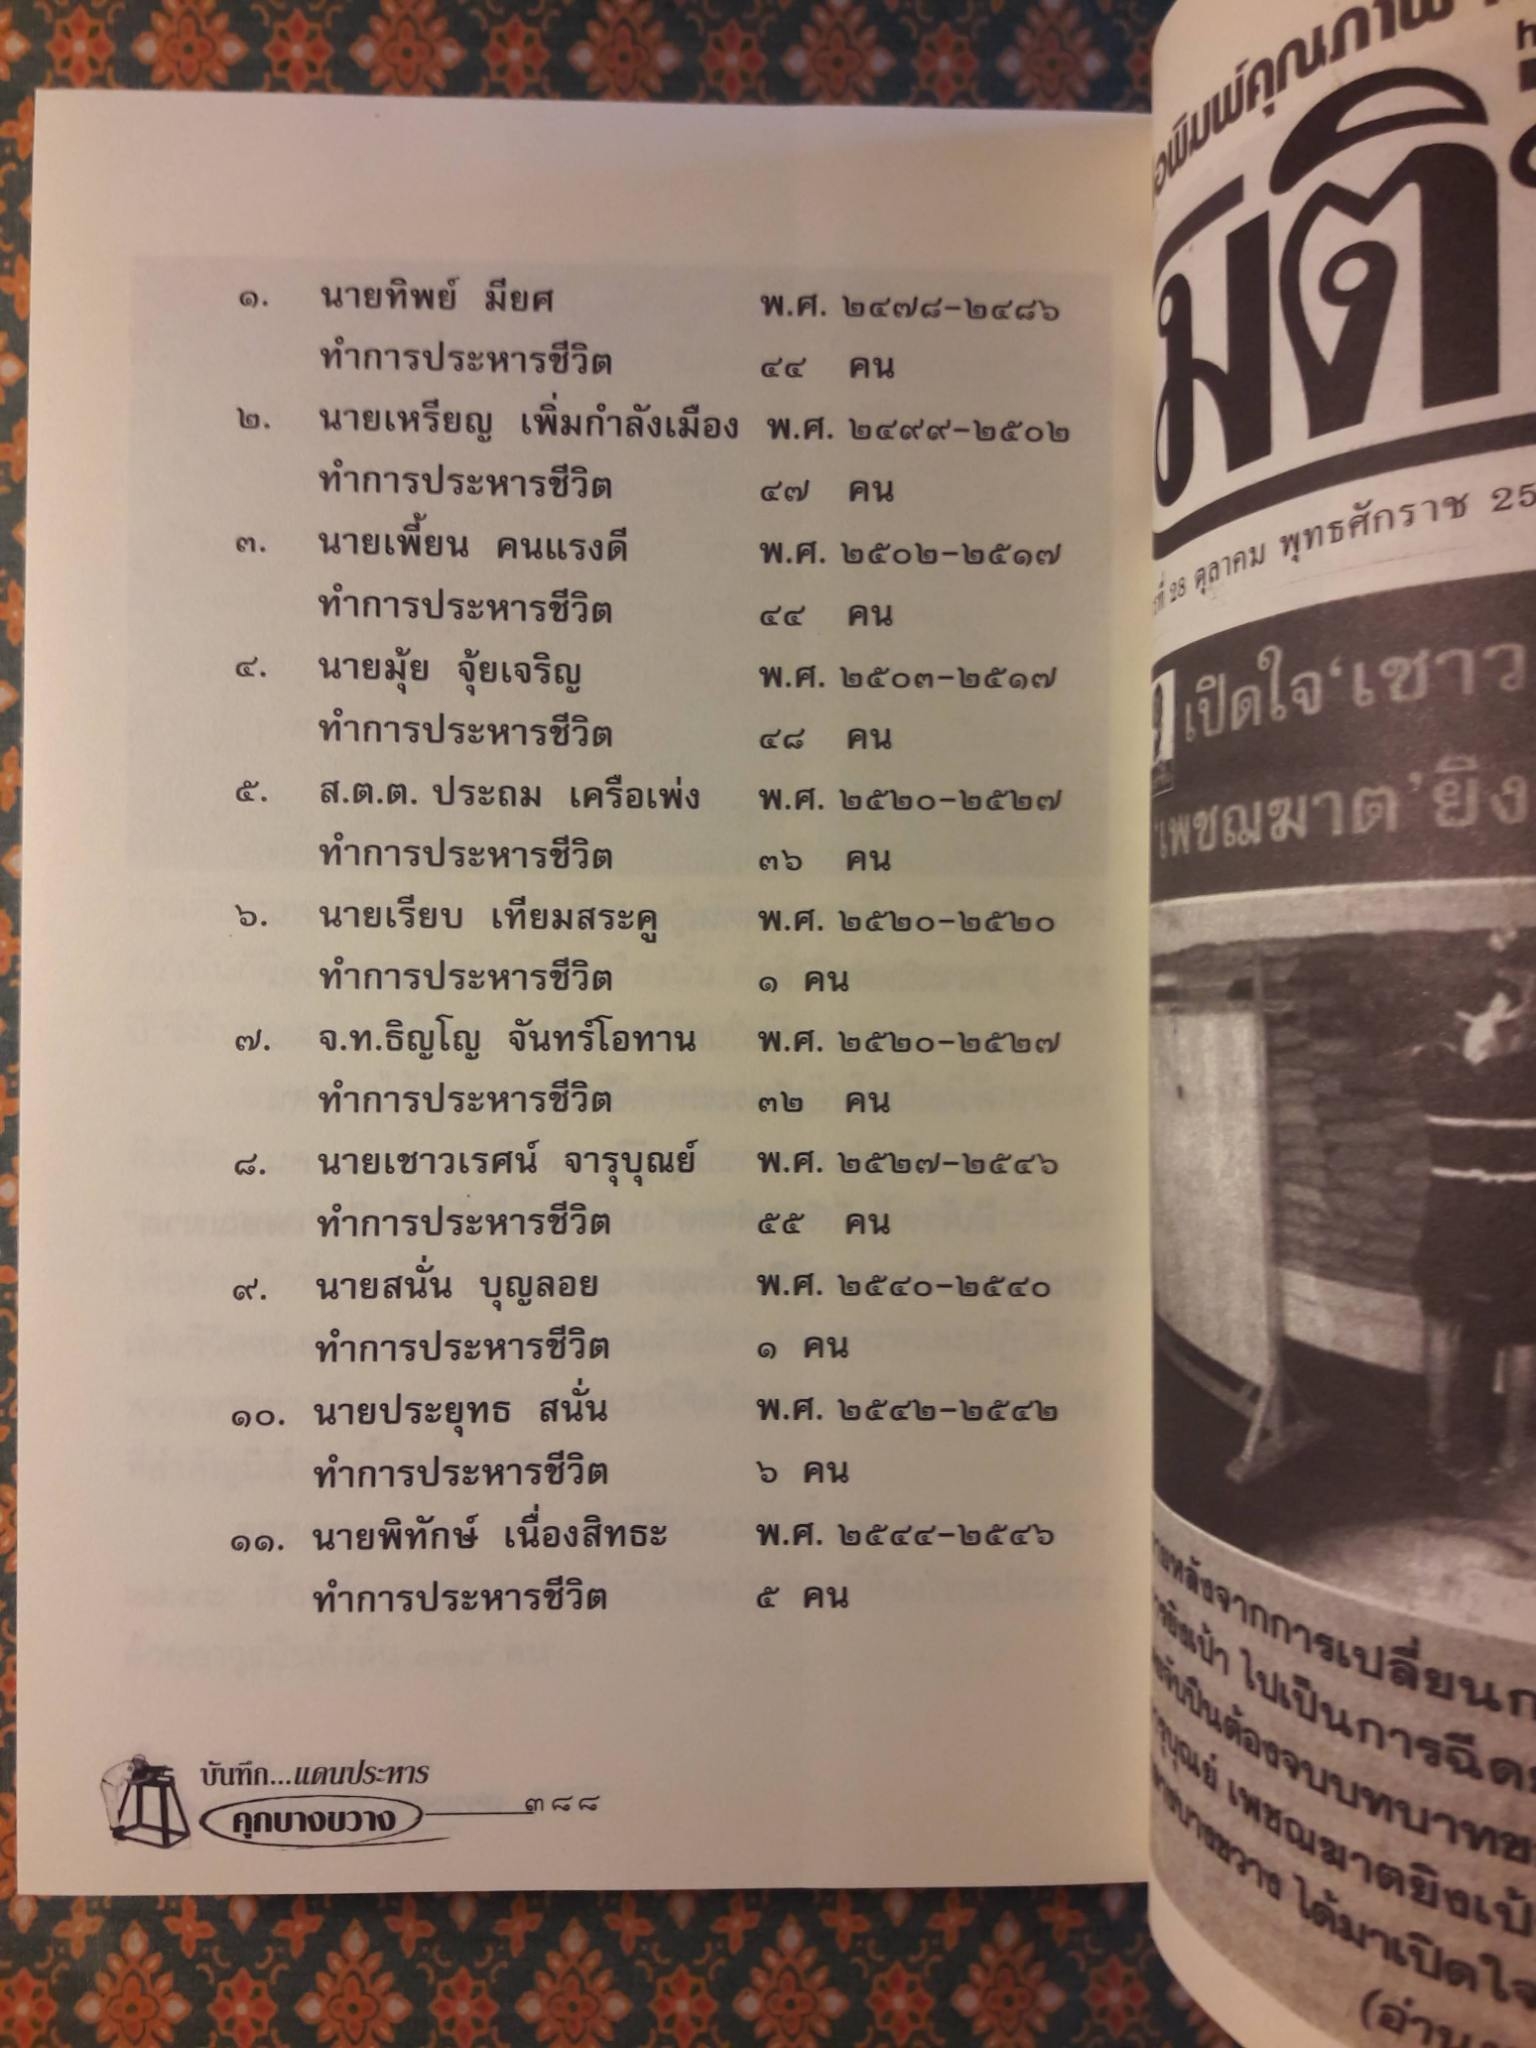 ๑. นายทิพย์ มียศ พ.ศ. ๒๔๗๘-๒๔๘๖
ทำการประหารชีวิต ๔๔ คน
๒. นายเหรียญ เพิ่มกำลังเมือง พ.ศ. ๒๔๙๙-๒๕๐๒
ทำการประหารชีวิต ๔๗ คน
๓. นายเพี้ยน คนแรงดี พ.ศ. ๒๕๐๒-๒๕๑๗
ทำการประหารชีวิต ๔๔ คน
๔. นายมุ้ย จุ้ยเจริญ พ.ศ. ๒๕๐๓-๒๕๑๗
ทำการประหารชีวิต ๔๘ คน
๕. ส.ต.ต. ประถม เครือเพ่ง พ.ศ. ๒๕๒๐-๒๕๒๗
ทำการประหารชีวิต ๓๖ คน
๖. นายเรียบ เทียมสระคู พ.ศ. ๒๕๒๐-๒๕๒๐
ทำการประหารชีวิต ๑ คน
๗. จ.ท.ธิญโญ จันทร์โอทาน พ.ศ. ๒๕๒๐-๒๕๒๗
ทำการประหารชีวิต ๓๒ คน
๘. นายเชาวเรศน์ จารุบุณย์ พ.ศ. ๒๕๒๗-๒๕๔๖
ทำการประหารชีวิต ๕๕ คน
๙. นายสนั่น บุญลอย พ.ศ. ๒๕๔๐-๒๕๔๐
ทำการประหารชีวิต ๑ คน
๑๐. นายประยุทธ สนั่น พ.ศ. ๒๕๔๒-๒๕๔๒
ทำการประหารชีวิต ๖ คน
๑๑. นายพิทักษ์ เนื่องสิทธะ พ.ศ. ๒๕๔๔-๒๕๔๖
ทำการประหารชีวิต ๕ คน
บันทึก...แดนประหาร
คุกบางขวาง ๓๘๘
มติ
28 ตุลาคม พุทธศักราช 25
เปิดใจ'เชาว
'เพชฌฆาต'ยิง
หลังจากการเปลี่ยน
ยิงเป้า ไปเป็นการฉีด
จับปืนต้องจบบทบาท
เพชฌฆาตยิงเป้
บางขวาง ได้มาเปิดใจ
(อ่าน